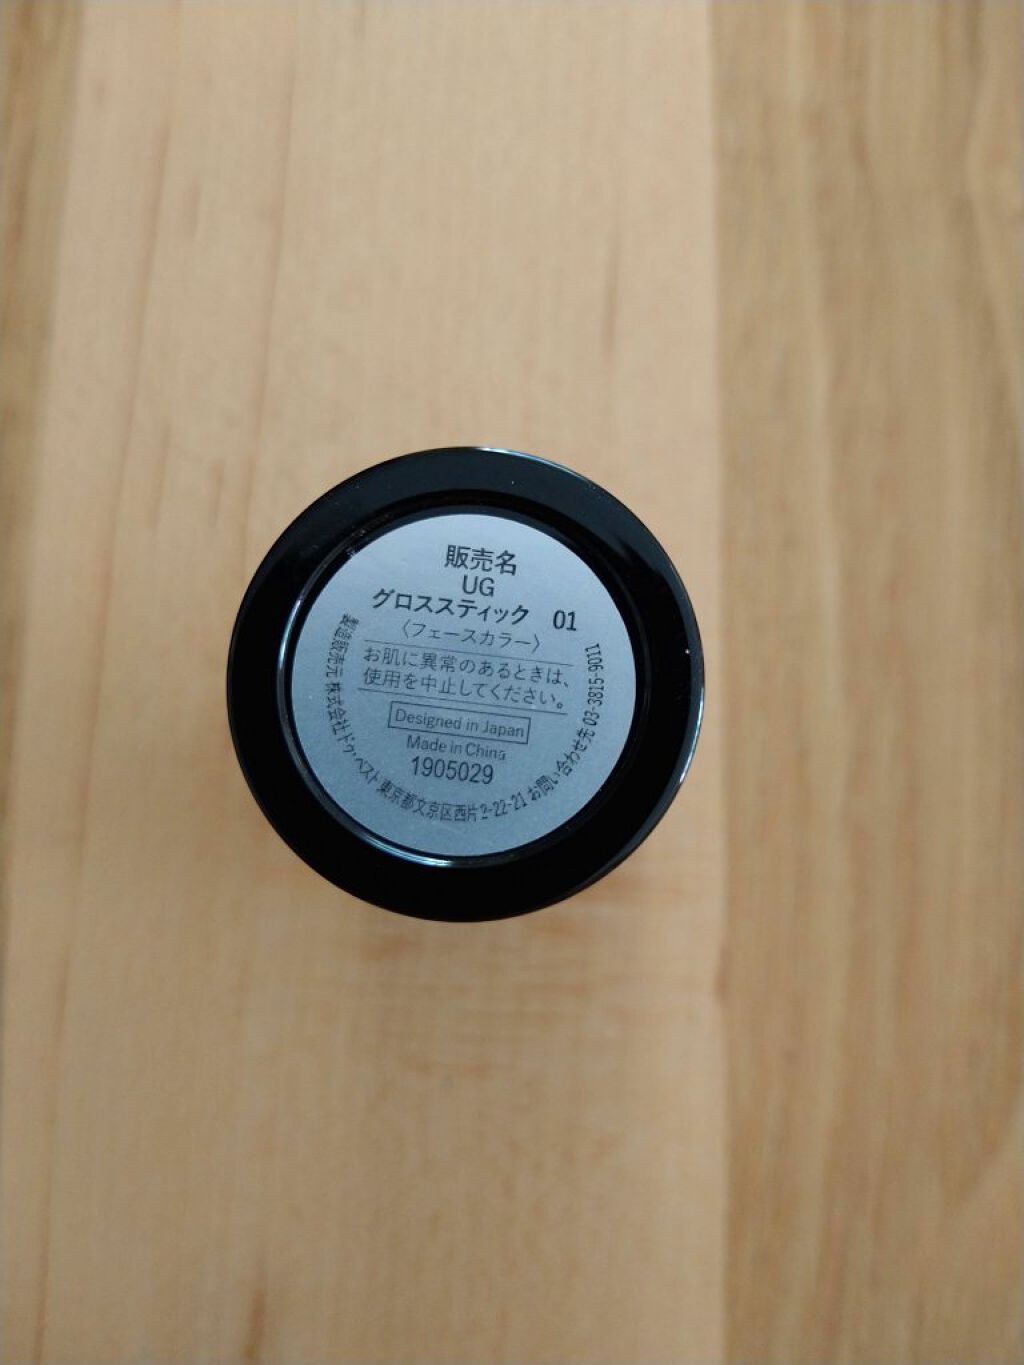 販売名
UG
グロススティック 01
〈フェースカラー〉
お肌に異常のあるときは、
使用を中止してください。
Designed in Japan
Made in China
1905029
製造販売元 株式会社ドゥ・ベスト 東京都文京区西片2-22-21 お問い合わせ先 03-3815-9011